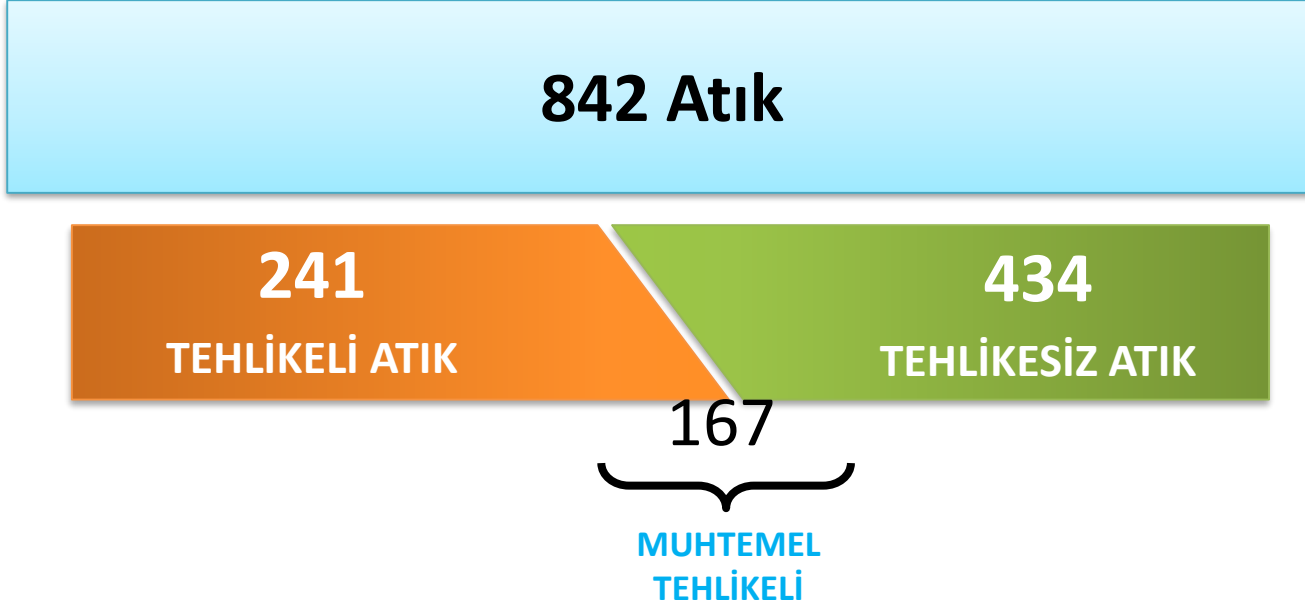 842 Atık
241
TEHLİKELİ ATIK
434
TEHLİKESİZ ATIK
167
MUHTEMEL
TEHLİKELİ